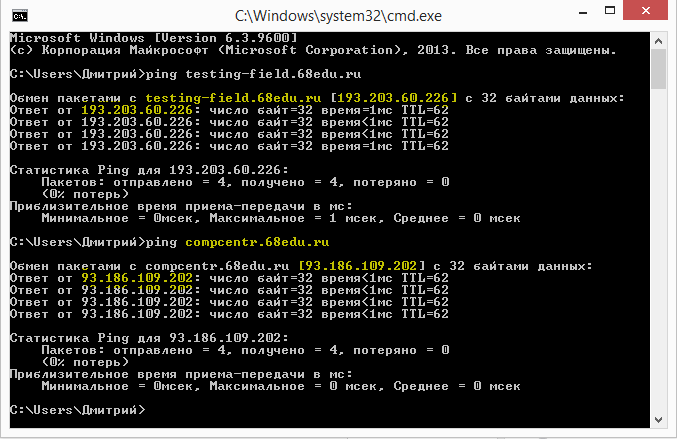 C:\Windows\system32\cmd.exe
Microsoft Windows [Version 6.3.9600]
(c) Корпорация Майкрософт (Microsoft Corporation), 2013. Все права защищены.
C:\Users\Дмитрий>ping testing-field.68edu.ru
Обмен пакетами с testing-field.68edu.ru [193.203.60.226] с 32 байтами данных:
Ответ от 193.203.60.226: число байт=32 время=1мс TTL=62
Ответ от 193.203.60.226: число байт=32 время<1мс TTL=62
Ответ от 193.203.60.226: число байт=32 время<1мс TTL=62
Ответ от 193.203.60.226: число байт=32 время=1мс TTL=62
Статистика Ping для 193.203.60.226:
Пакетов: отправлено = 4, получено = 4, потеряно = 0
(0% потерь)
Приблизительное время приема-передачи в мс:
Минимальное = 0мсек, Максимальное = 1 мсек, Среднее = 0 мсек
C:\Users\Дмитрий>ping compcentr.68edu.ru
Обмен пакетами с compcentr.68edu.ru [93.186.109.202] с 32 байтами данных:
Ответ от 93.186.109.202: число байт=32 время<1мс TTL=62
Ответ от 93.186.109.202: число байт=32 время<1мс TTL=62
Ответ от 93.186.109.202: число байт=32 время<1мс TTL=62
Ответ от 93.186.109.202: число байт=32 время<1мс TTL=62
Статистика Ping для 93.186.109.202:
Пакетов: отправлено = 4, получено = 4, потеряно = 0
(0% потерь)
Приблизительное время приема-передачи в мс:
Минимальное = 0мсек, Максимальное = 0 мсек, Среднее = 0 мсек
C:\Users\Дмитрий>